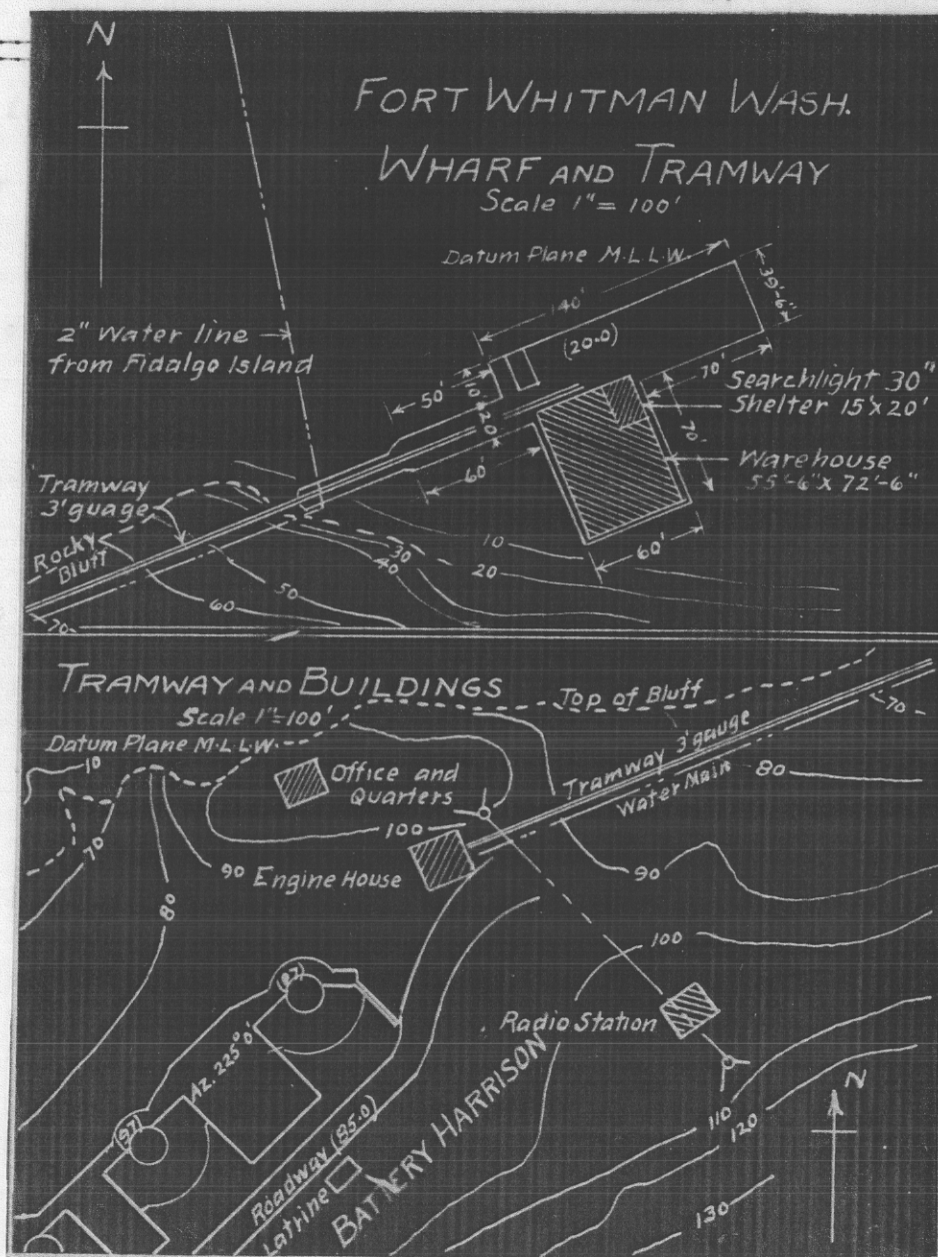 N
FORT WHITMAN WASH.
WHARF AND TRAMWAY
Scale 1" = 100'
Datum Plane M.L.L.W.
140'
39'-6"
(20.0)
2" Water line
from Fidalgo Island
50'
10'x20'
70'
Searchlight 30"
Shelter 15'x20'
70'
Warehouse
55'-6" x 72'-6"
60'
60'
Tramway
3' guage
Rocky
Bluff
10
20
30
40
50
60
70
TRAMWAY AND BUILDINGS
Scale 1"=100'
Datum Plane M.L.L.W.
Top of Bluff
70
Tramway 3' gauge
Water Main
80
10
Office and
Quarters
100
70
90
Engine House
90
80
100
(97)
Radio Station
Az. 225°0'
(97)
BATTERY HARRISON
Roadway (85.0)
Latrine
110
120
130
N